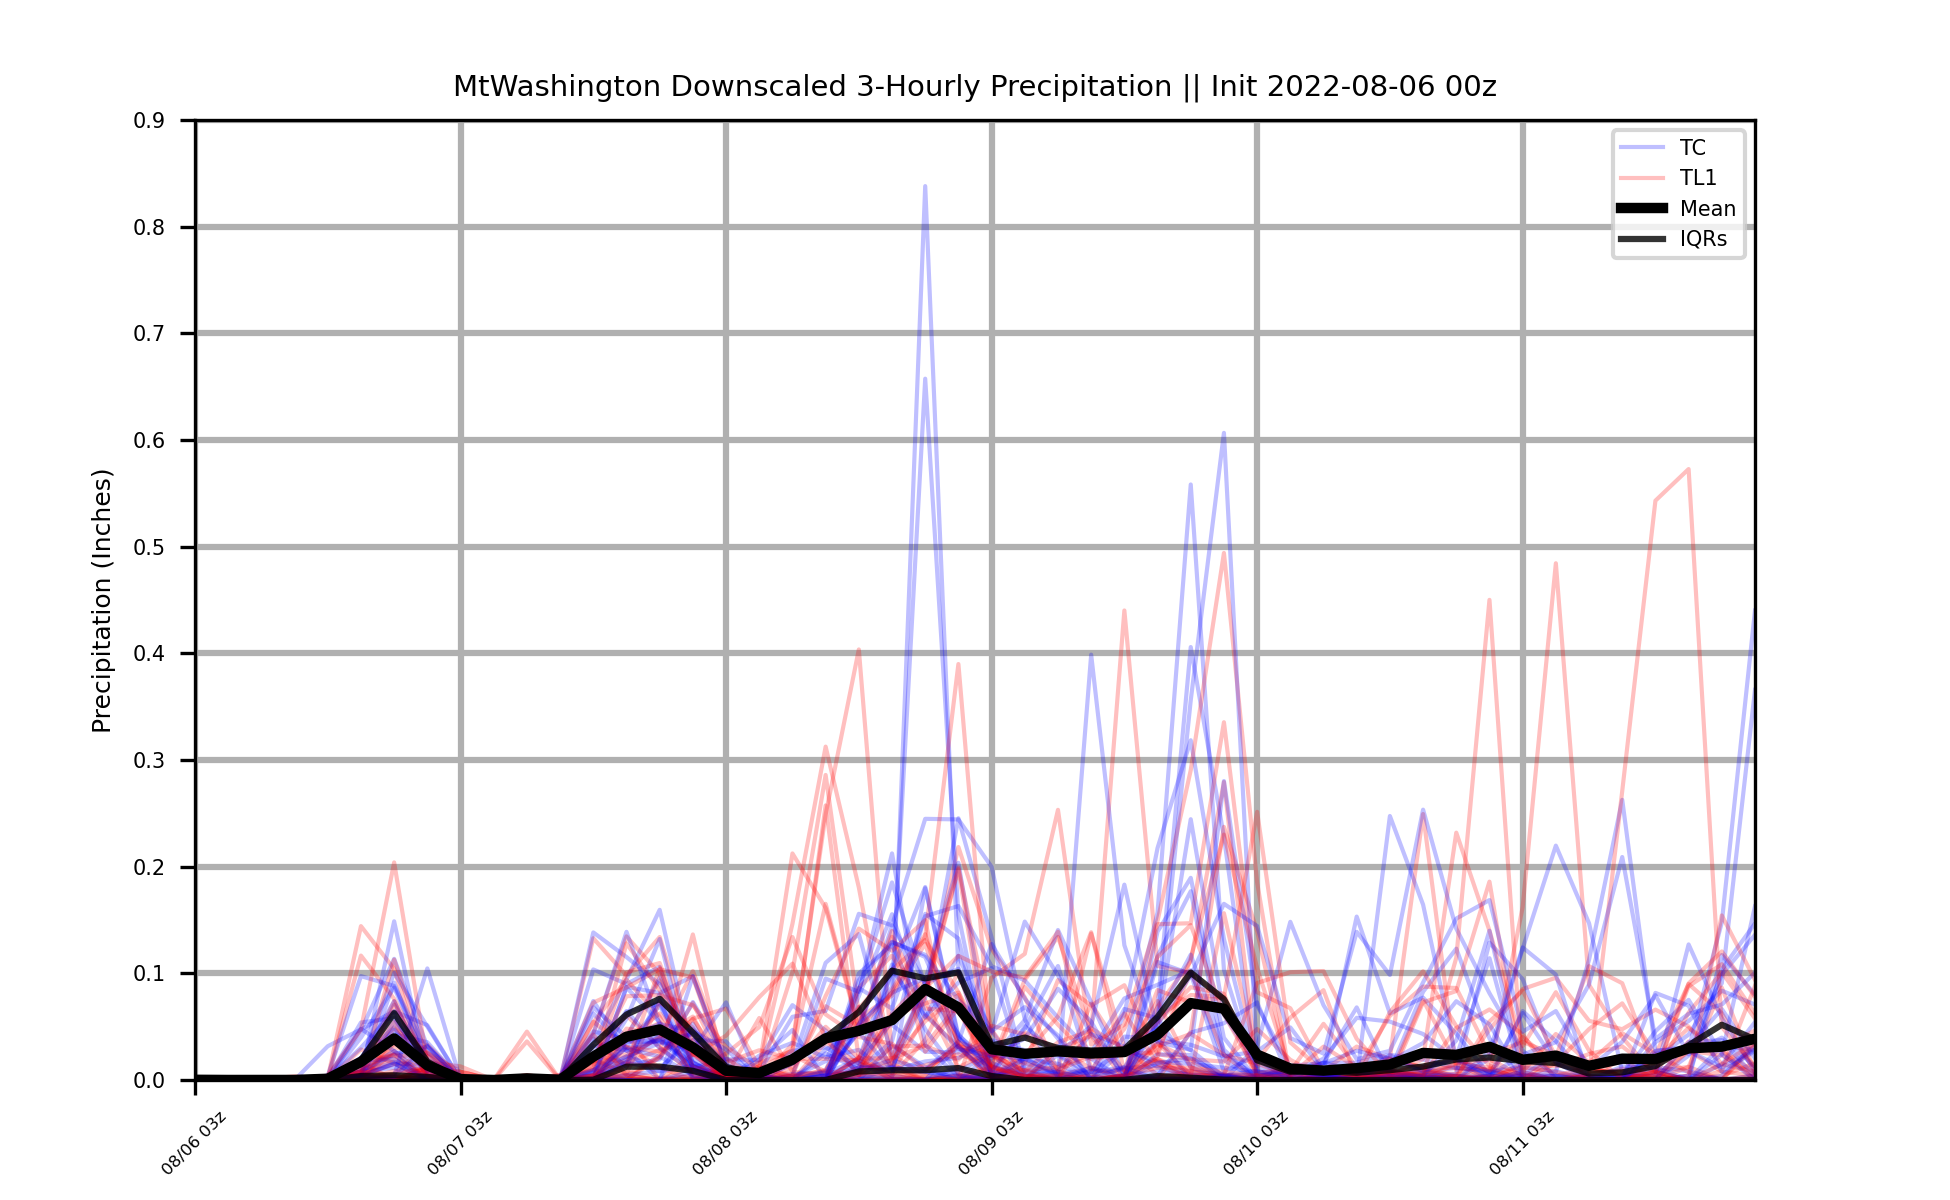 MtWashington Downscaled 3-Hourly Precipitation || Init 2022-08-06 00z
Precipitation (Inches)
0.9
0.8
0.7
0.6
0.5
0.4
0.3
0.2
0.1
0.0
TC
TL1
Mean
IQRs
08/06 03z
08/07 03z
08/08 03z
08/09 03z
08/10 03z
08/11 03z